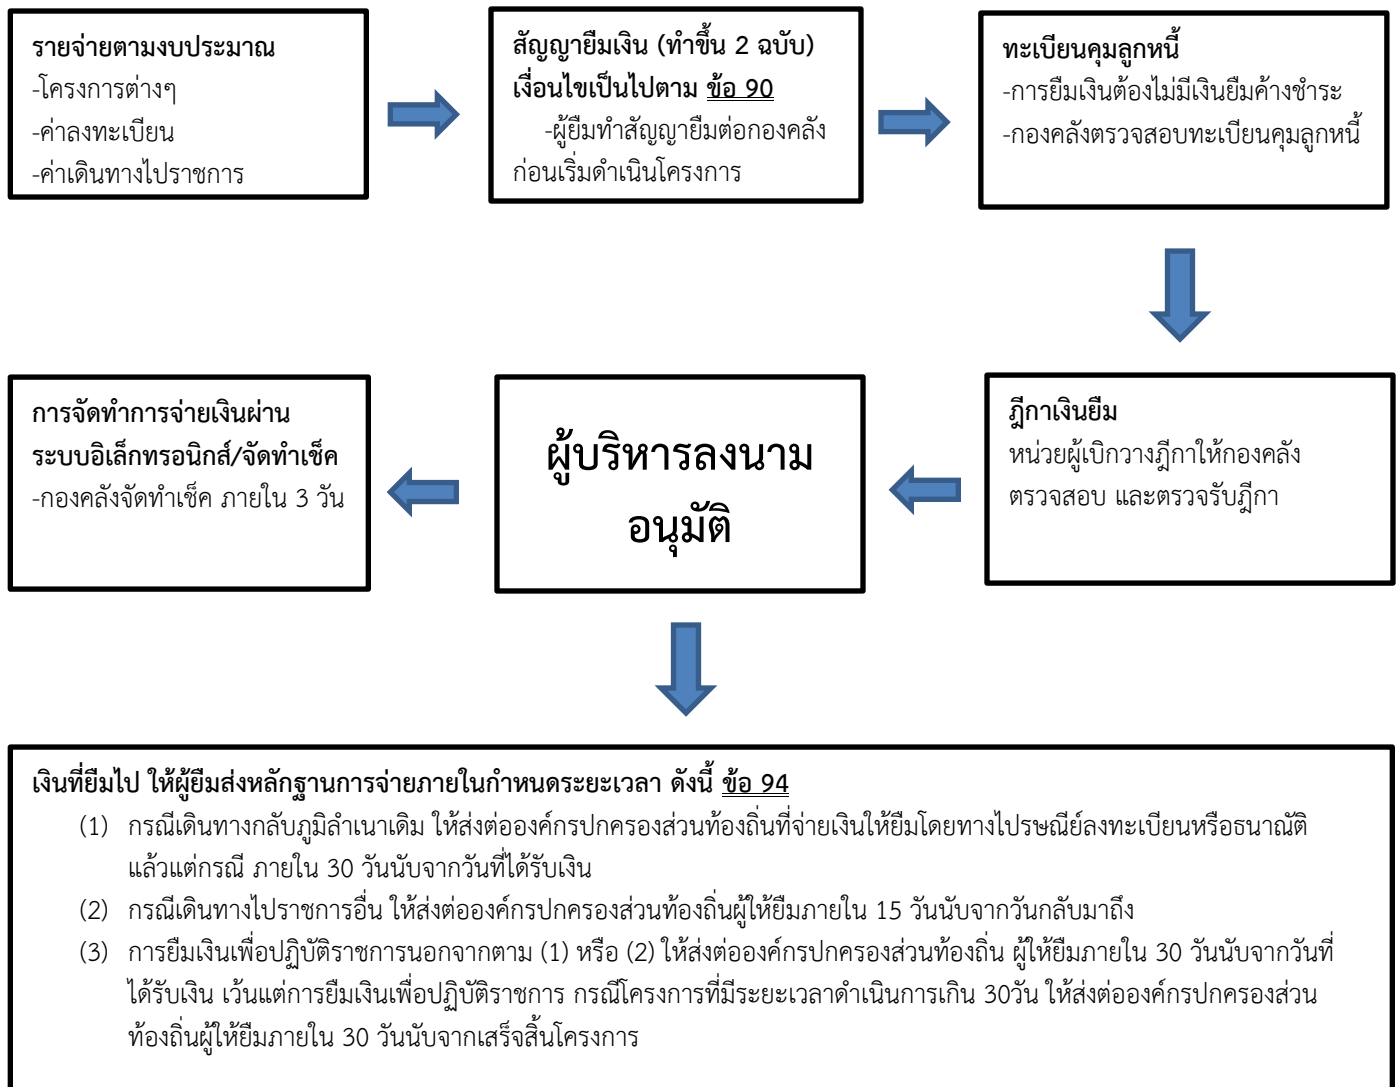 รายจ่ายตามงบประมาณ
-โครงการต่างๆ
-ค่าลงทะเบียน
-ค่าเดินทางไปราชการ
สัญญายืมเงิน (ทำขึ้น 2 ฉบับ)
เงื่อนไขเป็นไปตาม ข้อ 90
-ผู้ยืมทำสัญญายืมต่อกองคลัง
ก่อนเริ่มดำเนินโครงการ
ทะเบียนคุมลูกหนี้
-การยืมเงินต้องไม่มีเงินยืมค้างชำระ
-กองคลังตรวจสอบทะเบียนคุมลูกหนี้
ฎีกาเงินยืม
หน่วยผู้เบิกวางฎีกาให้กองคลัง
ตรวจสอบ และตรวจรับฎีกา
ผู้บริหารลงนาม
อนุมัติ
การจัดทำการจ่ายเงินผ่าน
ระบบอิเล็กทรอนิกส์/จัดทำเช็ค
-กองคลังจัดทำเช็ค ภายใน 3 วัน
เงินที่ยืมไป ให้ผู้ยืมส่งหลักฐานการจ่ายภายในกำหนดระยะเวลา ดังนี้ ข้อ 94
(1) กรณีเดินทางกลับภูมิลำเนาเดิม ให้ส่งต่อองค์กรปกครองส่วนท้องถิ่นที่จ่ายเงินให้ยืมโดยทางไปรษณีย์ลงทะเบียนหรือธนาณัติ
แล้วแต่กรณี ภายใน 30 วันนับจากวันที่ได้รับเงิน
(2) กรณีเดินทางไปราชการอื่น ให้ส่งต่อองค์กรปกครองส่วนท้องถิ่นผู้ให้ยืมภายใน 15 วันนับจากวันกลับมาถึง
(3) การยืมเงินเพื่อปฏิบัติราชการนอกจากตาม (1) หรือ (2) ให้ส่งต่อองค์กรปกครองส่วนท้องถิ่น ผู้ให้ยืมภายใน 30 วันนับจากวันที่
ได้รับเงิน เว้นแต่การยืมเงินเพื่อปฏิบัติราชการ กรณีโครงการที่มีระยะเวลาดำเนินการเกิน 30วัน ให้ส่งต่อองค์กรปกครองส่วน
ท้องถิ่นผู้ให้ยืมภายใน 30 วันนับจากเสร็จสิ้นโครงการ